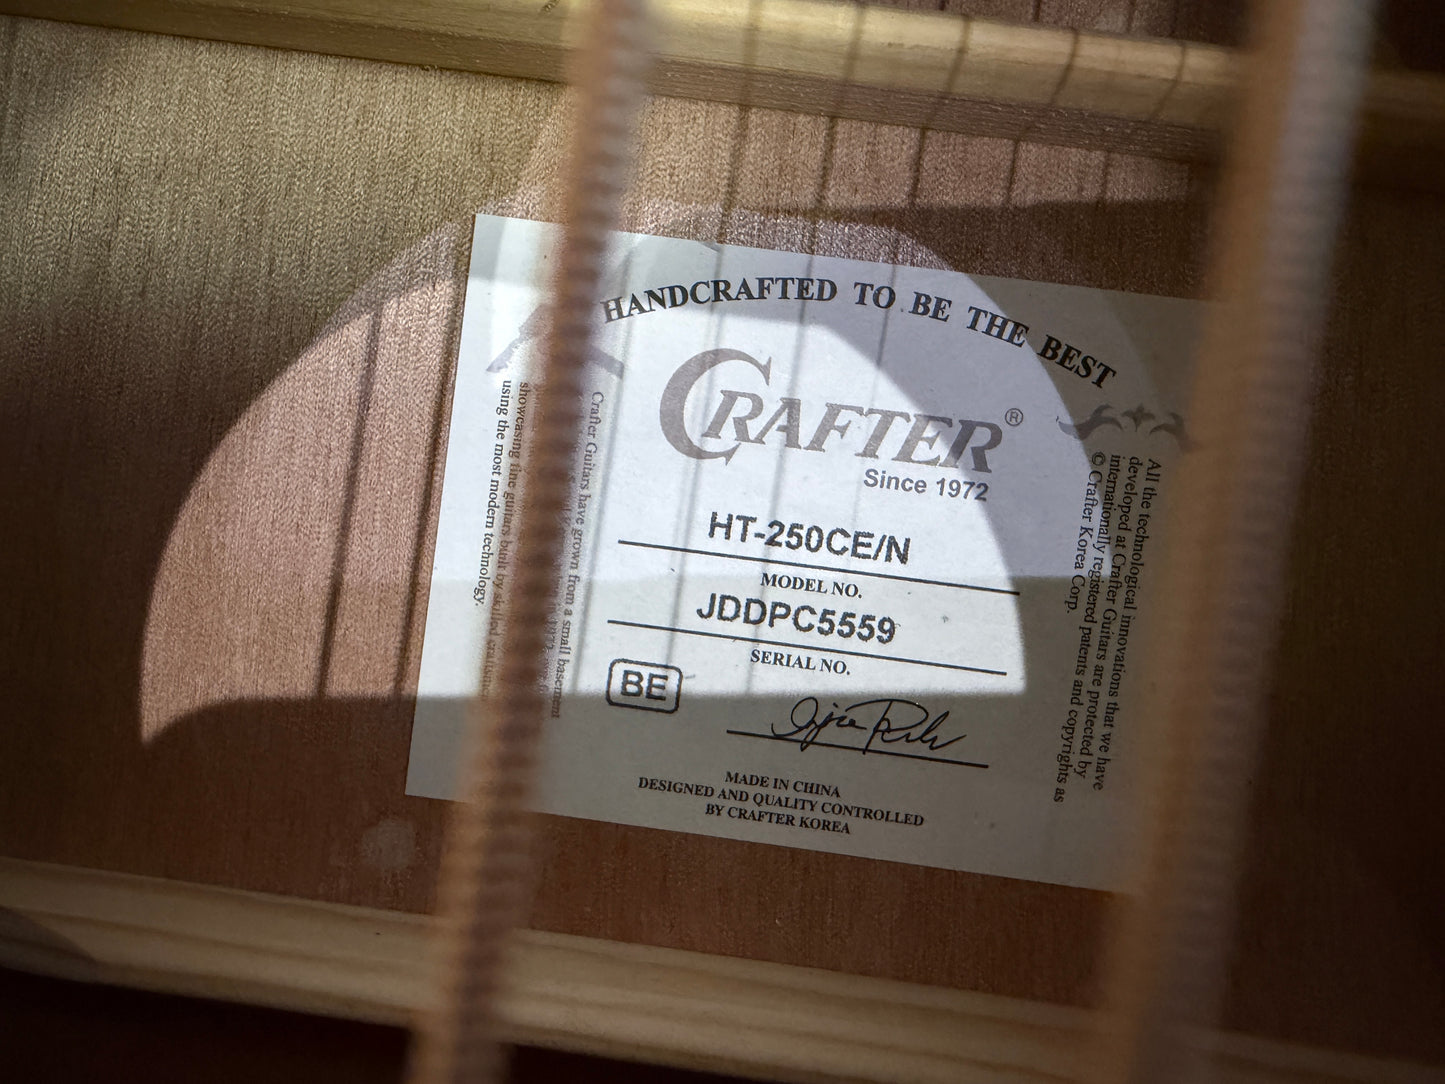 HANDCRAFTED TO BE THE BEST
CRAFTER®
Since 1972
HT-250CE/N
MODEL NO.
JDDPC5559
SERIAL NO.
BE
MADE IN CHINA
DESIGNED AND QUALITY CONTROLLED
BY CRAFTER KOREA
Crafter Guitars have grown from a small basement
showcasing fine guitars built by skilled
using the most modern technology.
All the technological innovations that we have
developed at Crafter Guitars are protected by
internationally registered patents and copyrights as
© Crafter Korea Corp.